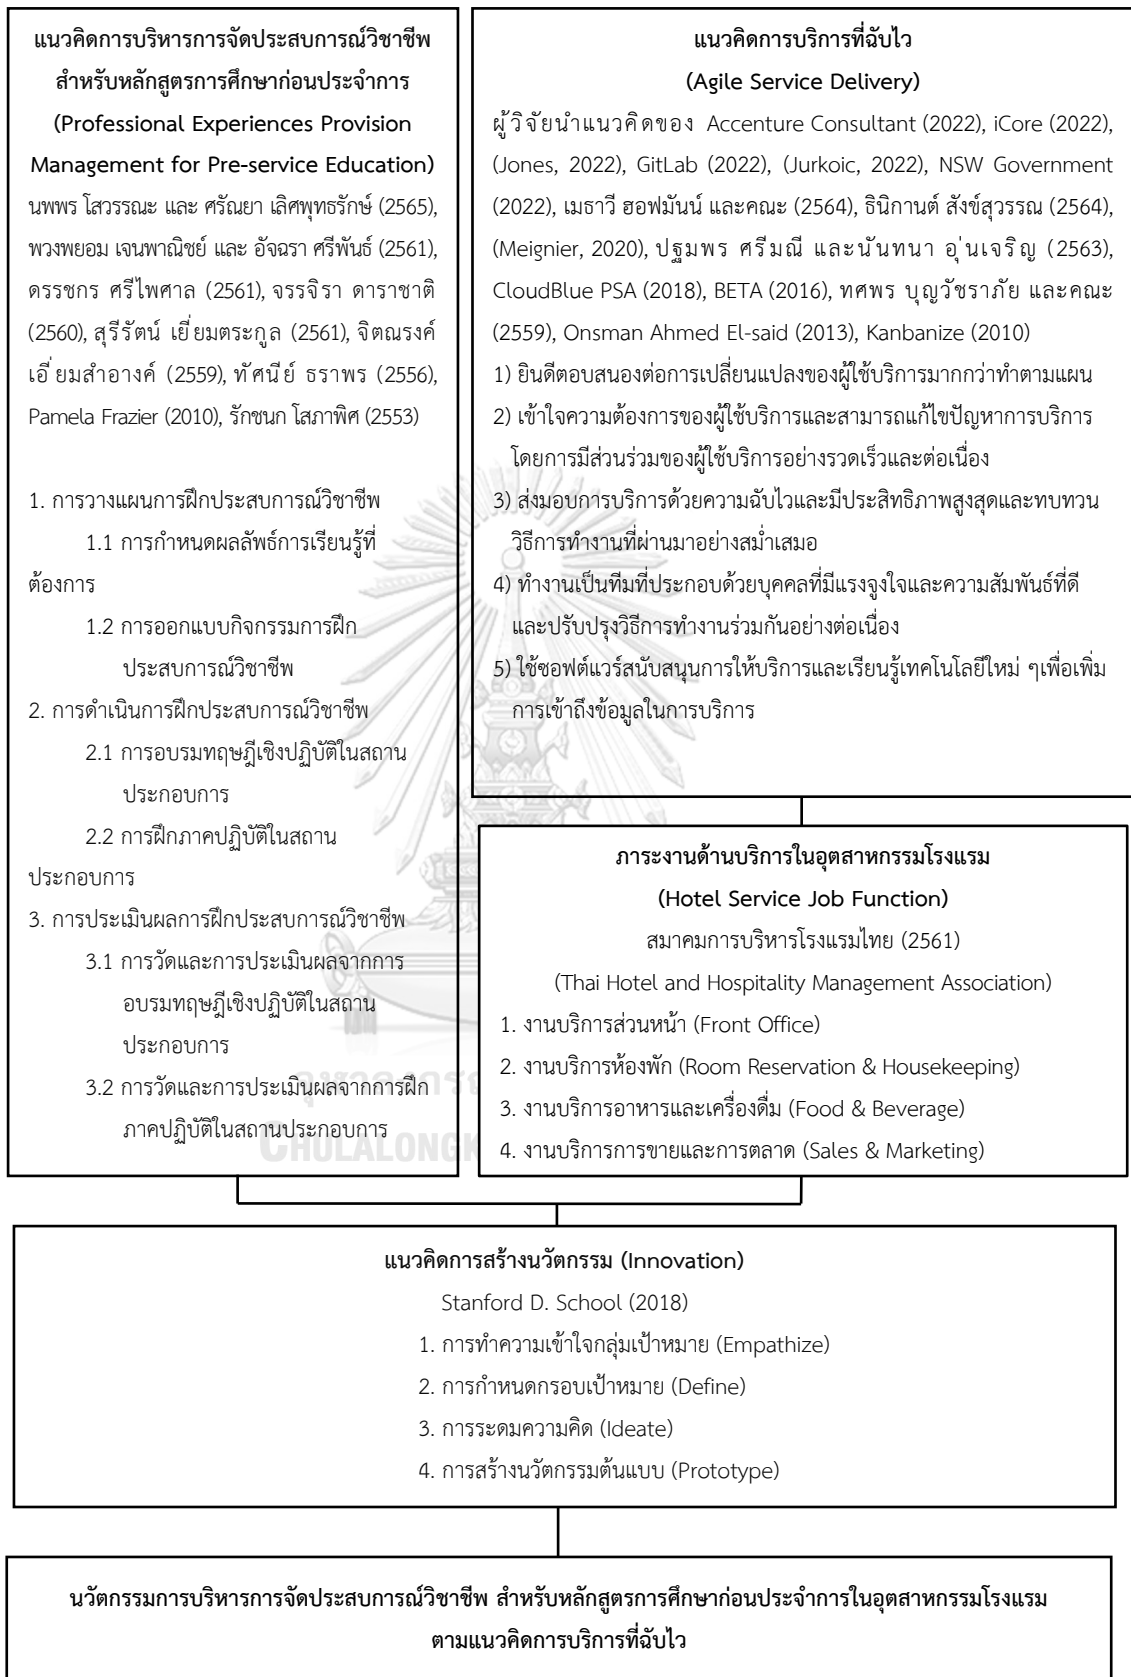 แนวคิดการบริหารการจัดประสบการณ์วิชาชีพ
สำหรับหลักสูตรการศึกษาก่อนประจำการ
(Professional Experiences Provision
Management for Pre-service Education)
นพพร โสวรรณะ และ ศรัณยา เลิศพุทธรักษ์ (2565),
พวงพยอม เจนพาณิชย์ และ อัจฉรา ศรีพันธ์ (2561),
ดรรชกร ศรีไพศาล (2561), จรรจิรา ดาราชาติ
(2560), สุรีรัตน์ เยี่ยมตระกูล (2561), จิตณรงค์
เอี่ยมสำอางค์ (2559), ทัศนีย์ ธราพร (2556),
Pamela Frazier (2010), รักชนก โสภาพิศ (2553)
1. การวางแผนการฝึกประสบการณ์วิชาชีพ
1.1 การกำหนดผลลัพธ์การเรียนรู้ที่
ต้องการ
1.2 การออกแบบกิจกรรมการฝึก
ประสบการณ์วิชาชีพ
2. การดำเนินการฝึกประสบการณ์วิชาชีพ
2.1 การอบรมทฤษฎีเชิงปฏิบัติในสถาน
ประกอบการ
2.2 การฝึกภาคปฏิบัติในสถาน
ประกอบการ
3. การประเมินผลการฝึกประสบการณ์วิชาชีพ
3.1 การวัดและการประเมินผลจากการ
อบรมทฤษฎีเชิงปฏิบัติในสถาน
ประกอบการ
3.2 การวัดและการประเมินผลจากการฝึก
ภาคปฏิบัติในสถานประกอบการ
แนวคิดการบริการที่ฉับไว
(Agile Service Delivery)
ผู้วิจัยนำแนวคิดของ Accenture Consultant (2022), iCore (2022),
(Jones, 2022), GitLab (2022), (Jurkoic, 2022), NSW Government
(2022), เมธาวี ฮอฟมันน์ และคณะ (2564), ธินิกานต์ สังข์สุวรรณ (2564),
(Meignier, 2020), ปฐมพร ศรีมณี และนันทนา อุ่นเจริญ (2563),
CloudBlue PSA (2018), BETA (2016), ทศพร บุญวัชราภัย และคณะ
(2559), Onsman Ahmed El-said (2013), Kanbanize (2010)
1) ยินดีตอบสนองต่อการเปลี่ยนแปลงของผู้ใช้บริการมากกว่าทำตามแผน
2) เข้าใจความต้องการของผู้ใช้บริการและสามารถแก้ไขปัญหาการบริการ
โดยการมีส่วนร่วมของผู้ใช้บริการอย่างรวดเร็วและต่อเนื่อง
3) ส่งมอบการบริการด้วยความฉับไวและมีประสิทธิภาพสูงสุดและทบทวน
วิธีการทำงานที่ผ่านมาอย่างสม่ำเสมอ
4) ทำงานเป็นทีมที่ประกอบด้วยบุคคลที่มีแรงจูงใจและความสัมพันธ์ที่ดี
และปรับปรุงวิธีการทำงานร่วมกันอย่างต่อเนื่อง
5) ใช้ซอฟต์แวร์สนับสนุนการให้บริการและเรียนรู้เทคโนโลยีใหม่ ๆเพื่อเพิ่ม
การเข้าถึงข้อมูลในการบริการ
ภาระงานด้านบริการในอุตสาหกรรมโรงแรม
(Hotel Service Job Function)
สมาคมการบริหารโรงแรมไทย (2561)
(Thai Hotel and Hospitality Management Association)
1. งานบริการส่วนหน้า (Front Office)
2. งานบริการห้องพัก (Room Reservation & Housekeeping)
3. งานบริการอาหารและเครื่องดื่ม (Food & Beverage)
4. งานบริการการขายและการตลาด (Sales & Marketing)
แนวคิดการสร้างนวัตกรรม (Innovation)
Stanford D. School (2018)
1. การทำความเข้าใจกลุ่มเป้าหมาย (Empathize)
2. การกำหนดกรอบเป้าหมาย (Define)
3. การระดมความคิด (Ideate)
4. การสร้างนวัตกรรมต้นแบบ (Prototype)
นวัตกรรมการบริหารการจัดประสบการณ์วิชาชีพ สำหรับหลักสูตรการศึกษาก่อนประจำการในอุตสาหกรรมโรงแรม
ตามแนวคิดการบริการที่ฉับไว